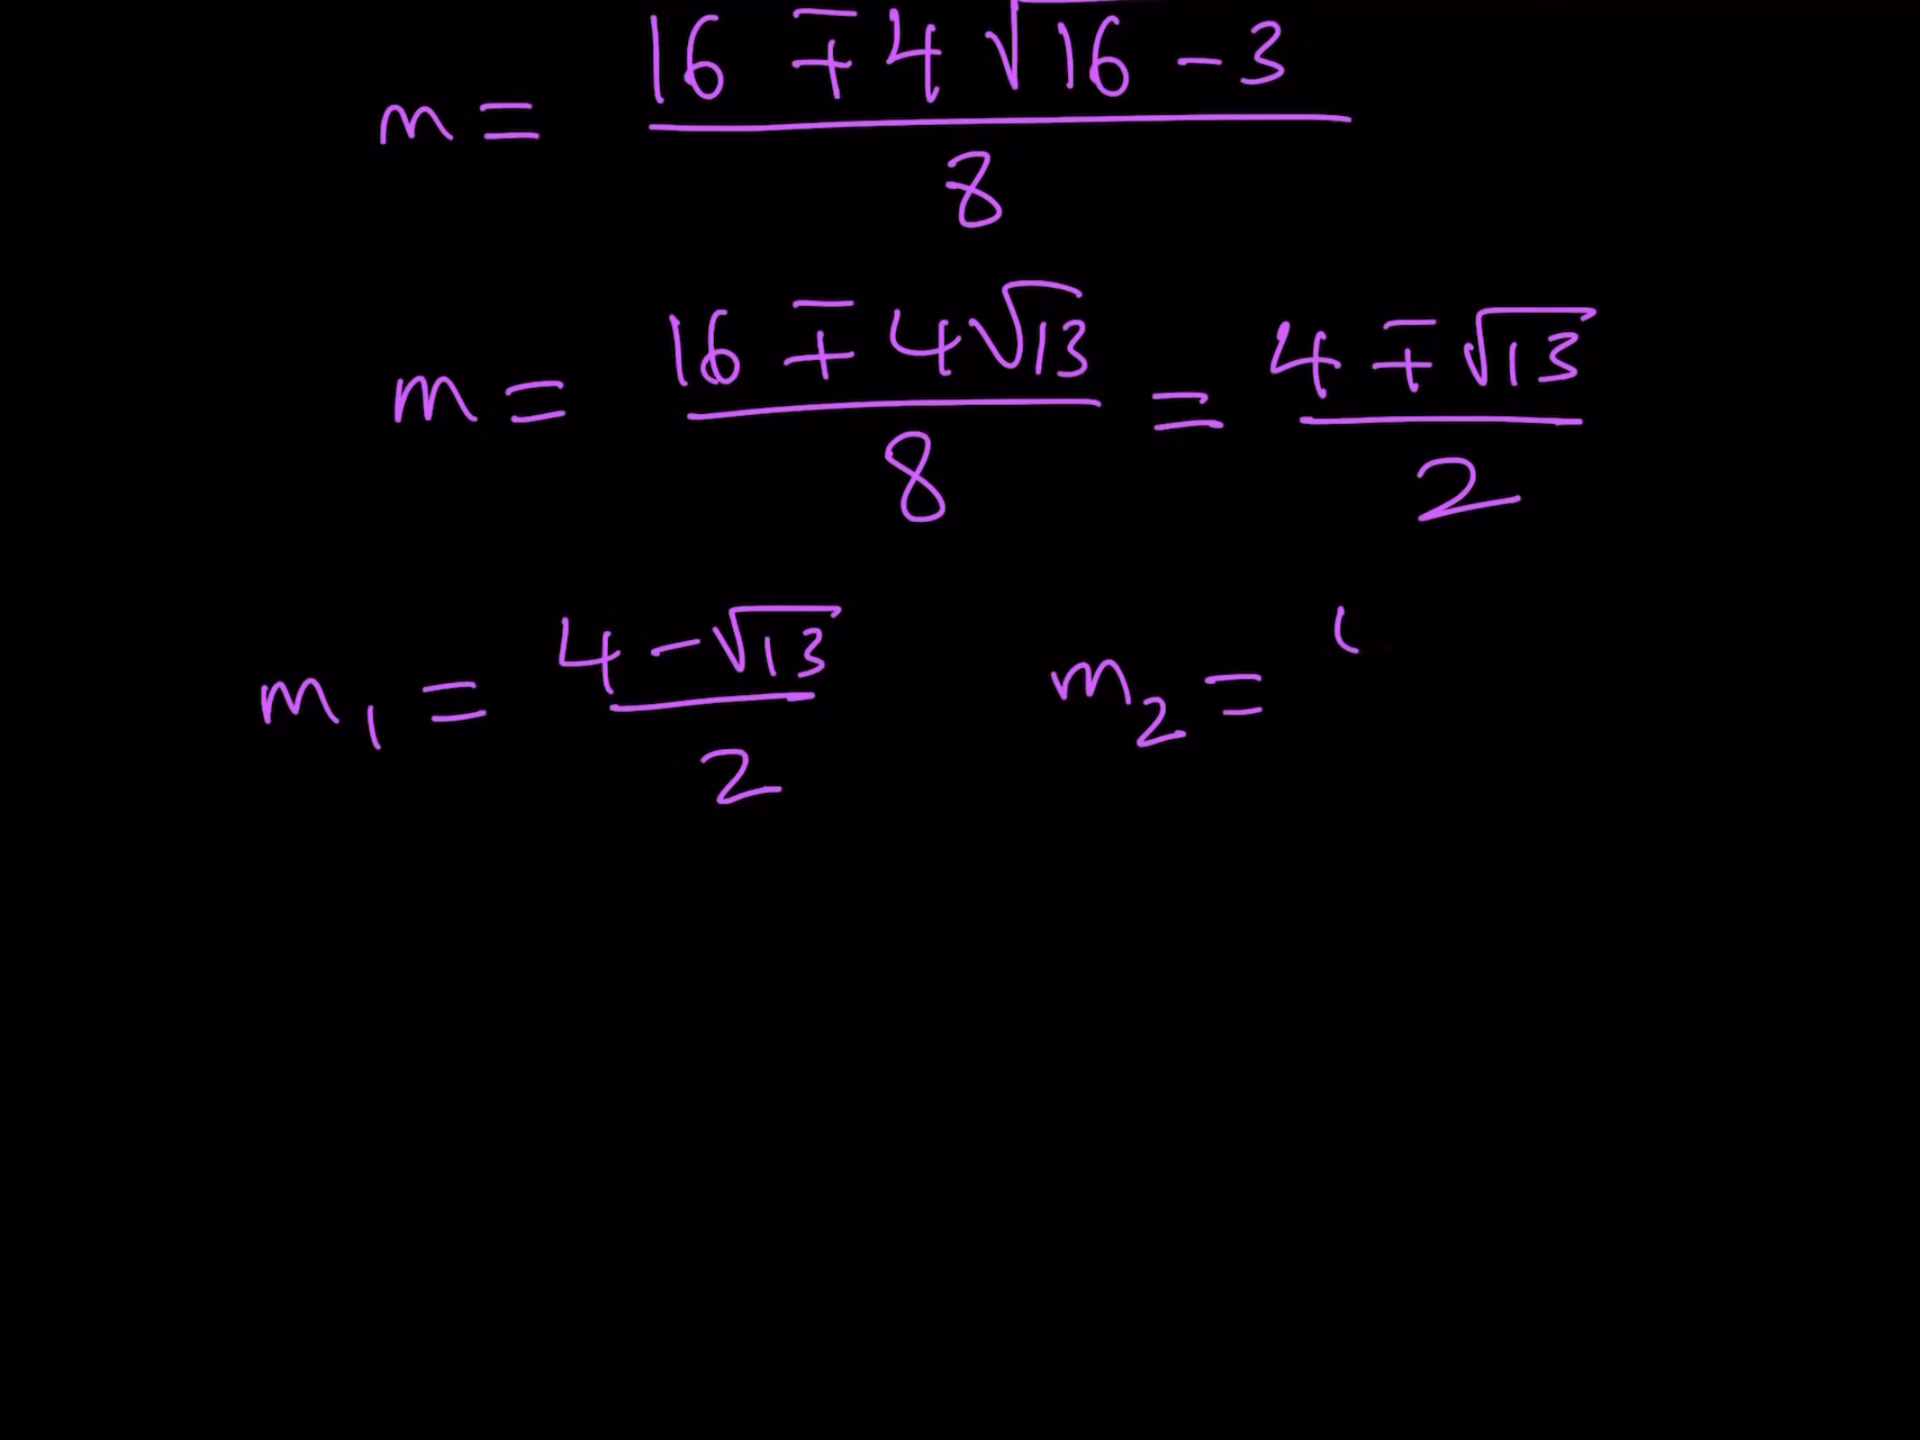 m = (16 ∓ 4√(16 - 3)) / 8
m = (16 ∓ 4√13) / 8 = (4 ∓ √13) / 2
m₁ = (4 - √13) / 2    m₂ =